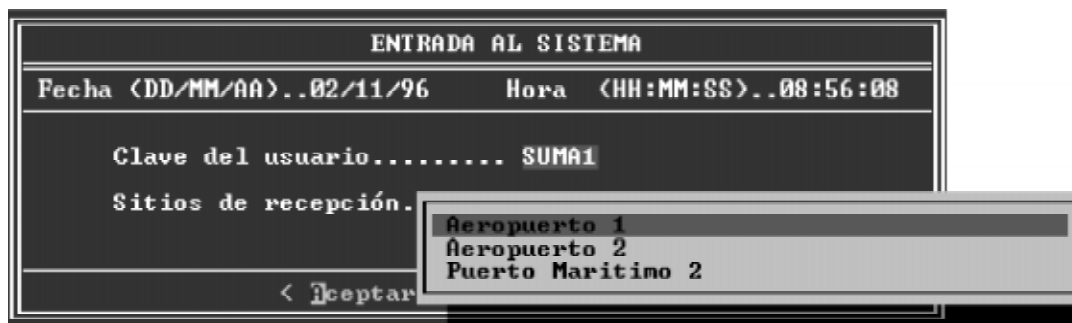 ENTRADA AL SISTEMA
Fecha (DD/MM/AA)..02/11/96 Hora (HH:MM:SS)..08:56:08
Clave del usuario......... SUMA1
Sitios de recepción.
Aeropuerto 1
Aeropuerto 2
Puerto Maritimo 2
< Aceptar